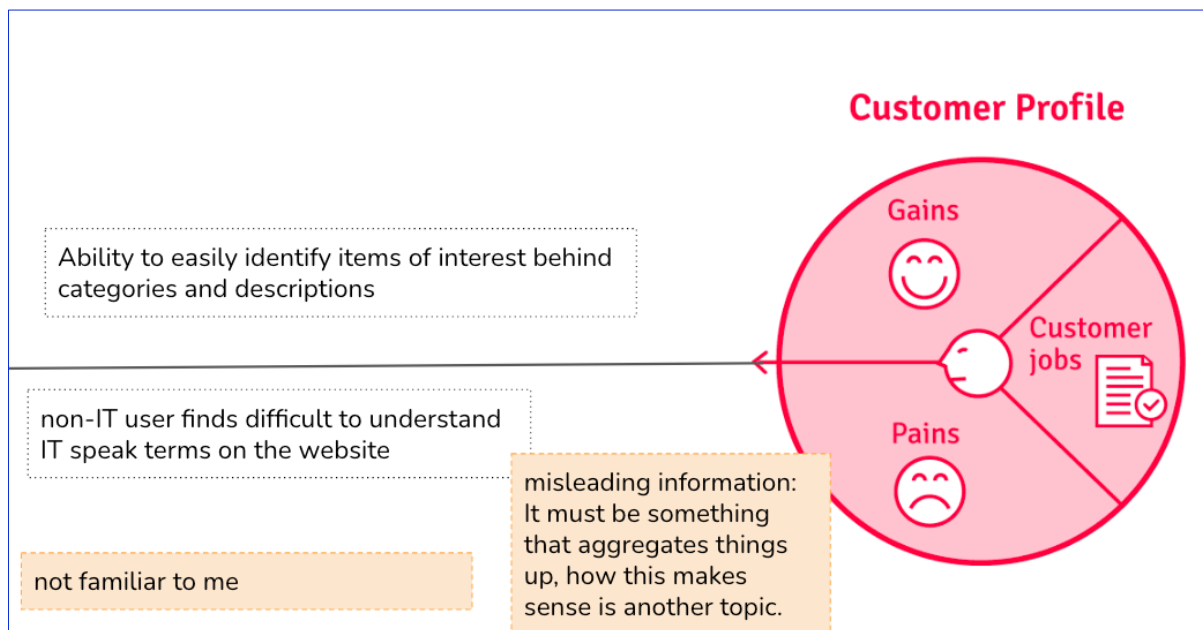 Customer Profile
Gains
Ability to easily identify items of interest behind
categories and descriptions
Customer
jobs
non-IT user finds difficult to understand
IT speak terms on the website
Pains
misleading information:
It must be something
that aggregates things
up, how this makes
sense is another topic.
not familiar to me